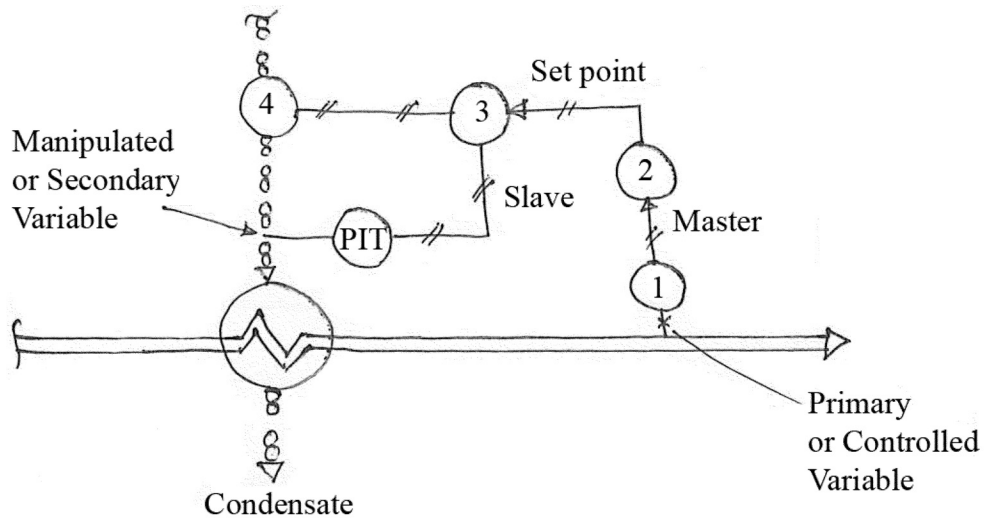 Set point
4
3
Manipulated
or Secondary
Variable
2
Slave
PIT
Master
1
Primary
or Controlled
Variable
Condensate